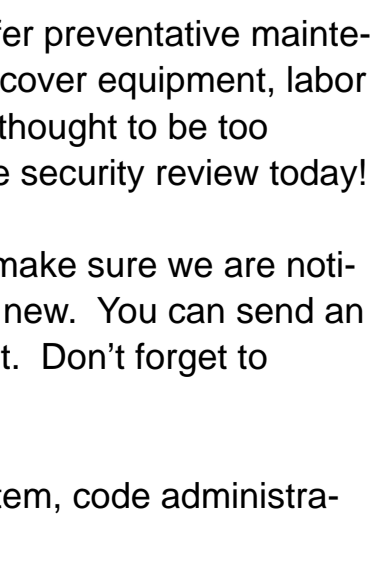 fer preventative mainte-
cover equipment, labor
thought to be too
e security review today!
make sure we are noti-
new.  You can send an
t.  Don’t forget to
tem, code administra-